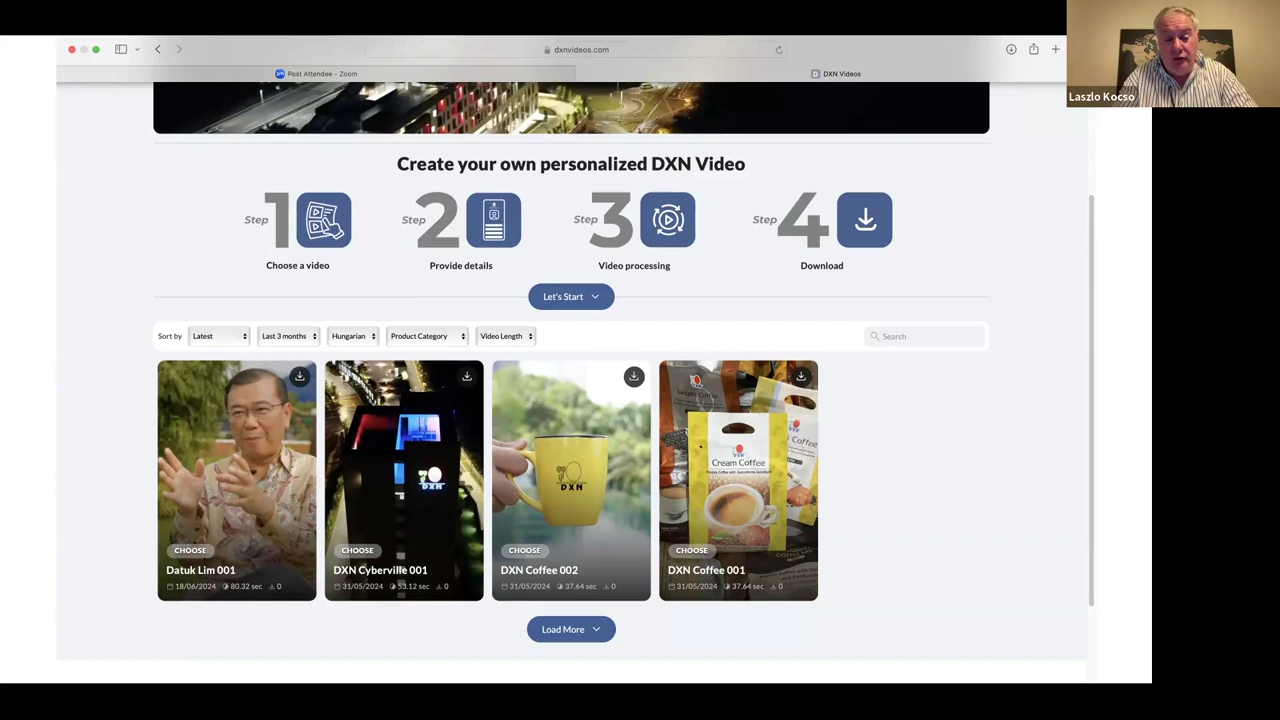 dxnvideos.com
zm Post Attendee - Zoom
D DXN Videos
Laszlo Kocso
Create your own personalized DXN Video
Step 1
Step 2
Step 3
Step 4
Choose a video
Provide details
Video processing
Download
Let's Start
Sort by Latest Last 3 months Hungarian Product Category Video Length Search
CHOOSE
Datuk Lim 001
18/06/2024 80.32 sec 0
DXN
CHOOSE
DXN Cyberville 001
31/05/2024 53.12 sec 0
DXN
CHOOSE
DXN Coffee 002
31/05/2024 37.64 sec 0
DXN
Cream Coffee
CHOOSE
DXN Coffee 001
31/05/2024 37.64 sec 0
Load More